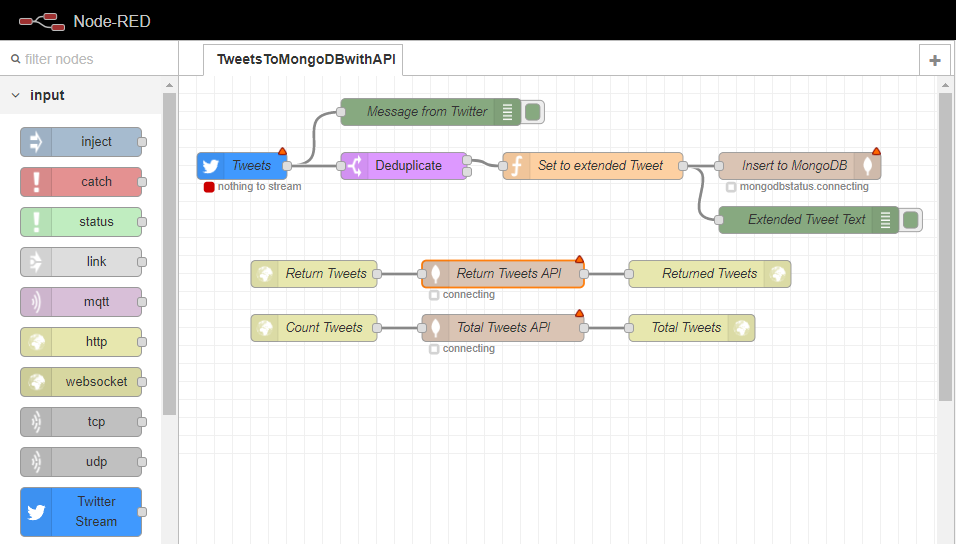 Node-RED
filter nodes
TweetsToMongoDBwithAPI
+
input
inject
catch
status
link
mqtt
http
websocket
tcp
udp
Twitter
Stream
Message from Twitter
Tweets
nothing to stream
Deduplicate
Set to extended Tweet
Insert to MongoDB
mongodbstatus.connecting
Extended Tweet Text
Return Tweets
Return Tweets API
connecting
Returned Tweets
Count Tweets
Total Tweets API
connecting
Total Tweets